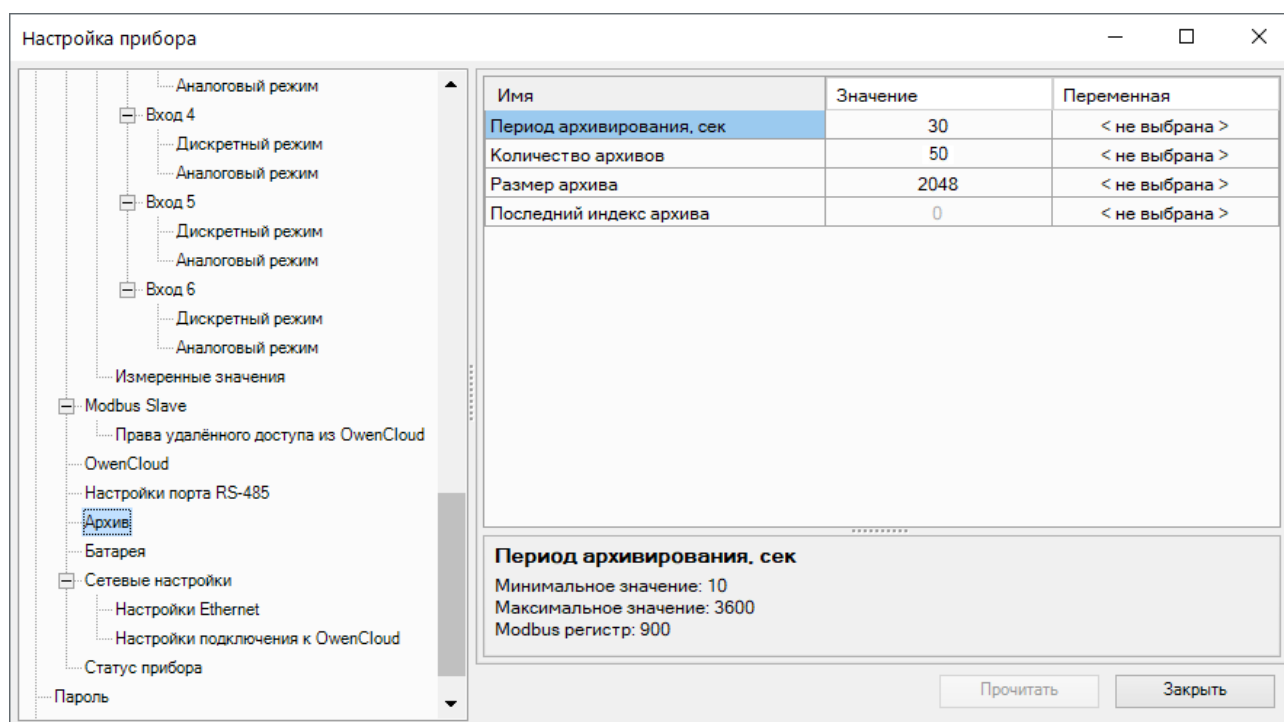 Настройка прибора
Аналоговый режим
Вход 4
Дискретный режим
Аналоговый режим
Вход 5
Дискретный режим
Аналоговый режим
Вход 6
Дискретный режим
Аналоговый режим
Измеренные значения
Modbus Slave
Права удалённого доступа из OwenCloud
OwenCloud
Настройки порта RS-485
Архив
Батарея
Сетевые настройки
Настройки Ethernet
Настройки подключения к OwenCloud
Статус прибора
Пароль
Имя Значение Переменная
Период архивирования, сек 30 < не выбрана >
Количество архивов 50 < не выбрана >
Размер архива 2048 < не выбрана >
Последний индекс архива 0 < не выбрана >
Период архивирования, сек
Минимальное значение: 10
Максимальное значение: 3600
Modbus регистр: 900
Прочитать Закрыть